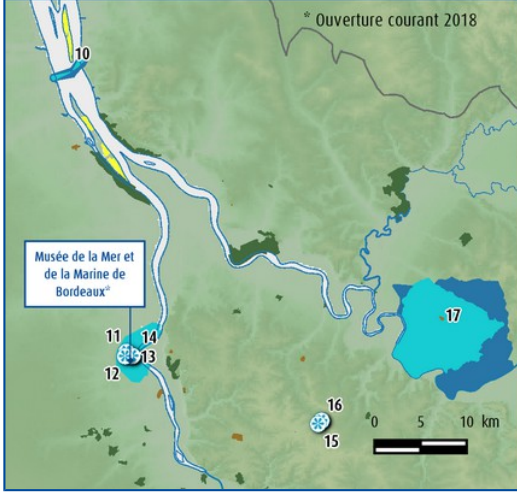 * Ouverture courant 2018
10
Musée de la Mer et
de la Marine de
Bordeaux*
11
14
13
12
17
16
15
0 5 10 km